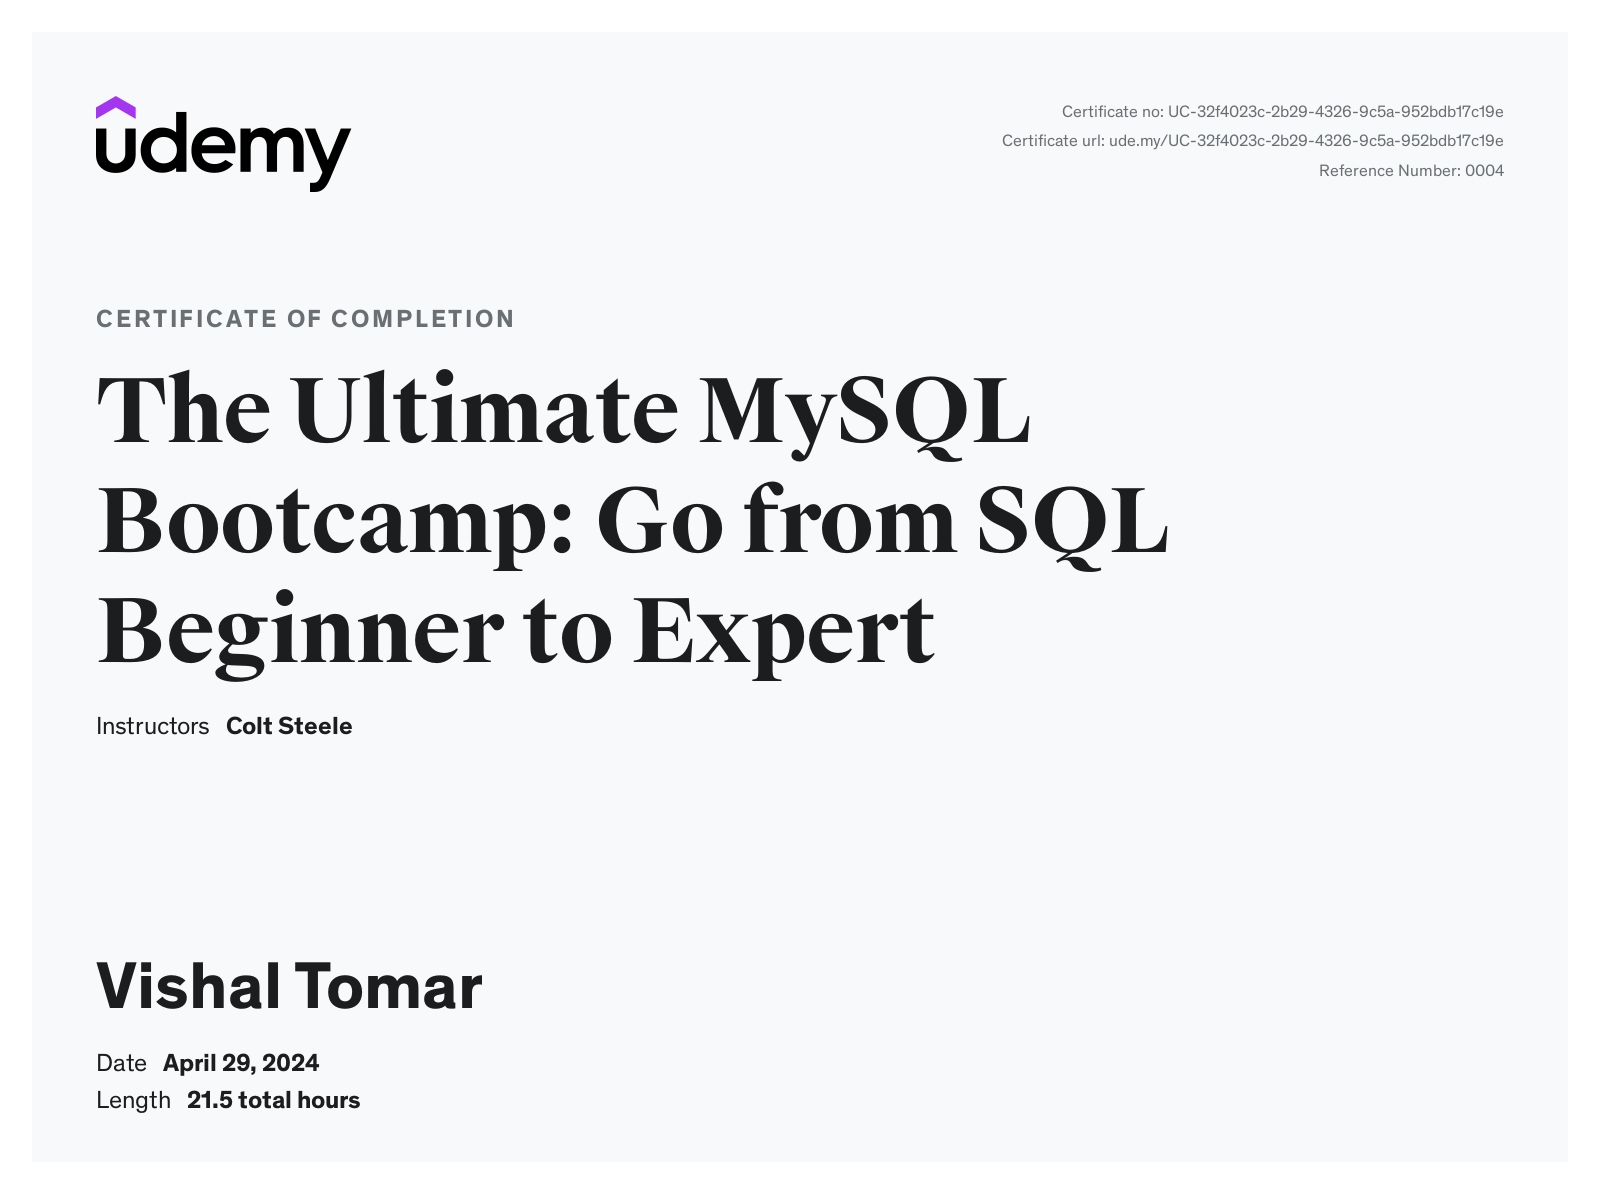 udemy
Certificate no: UC-32f4023c-2b29-4326-9c5a-952bdb17c19e
Certificate url: ude.my/UC-32f4023c-2b29-4326-9c5a-952bdb17c19e
Reference Number: 0004
CERTIFICATE OF COMPLETION
The Ultimate MySQL
Bootcamp: Go from SQL
Beginner to Expert
Instructors Colt Steele
Vishal Tomar
Date April 29, 2024
Length 21.5 total hours